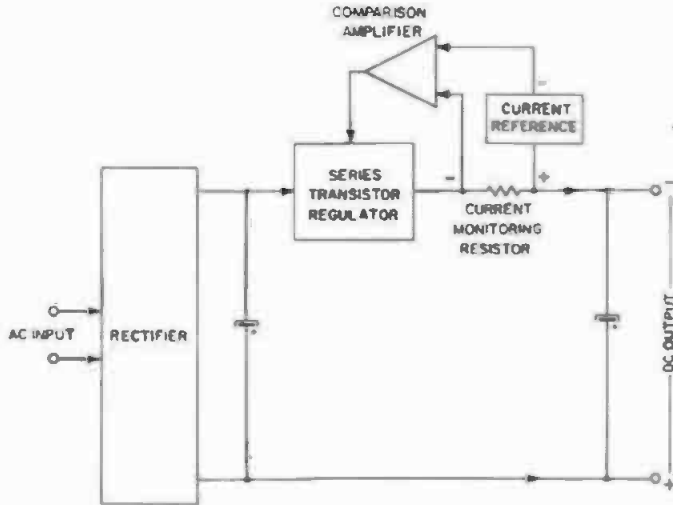 COMPARISON
AMPLIFIER
CURRENT
REFERENCE
SERIES
TRANSISTOR
REGULATOR
CURRENT
MONITORING
RESISTOR
AC INPUT
RECTIFIER
DC OUTPUT